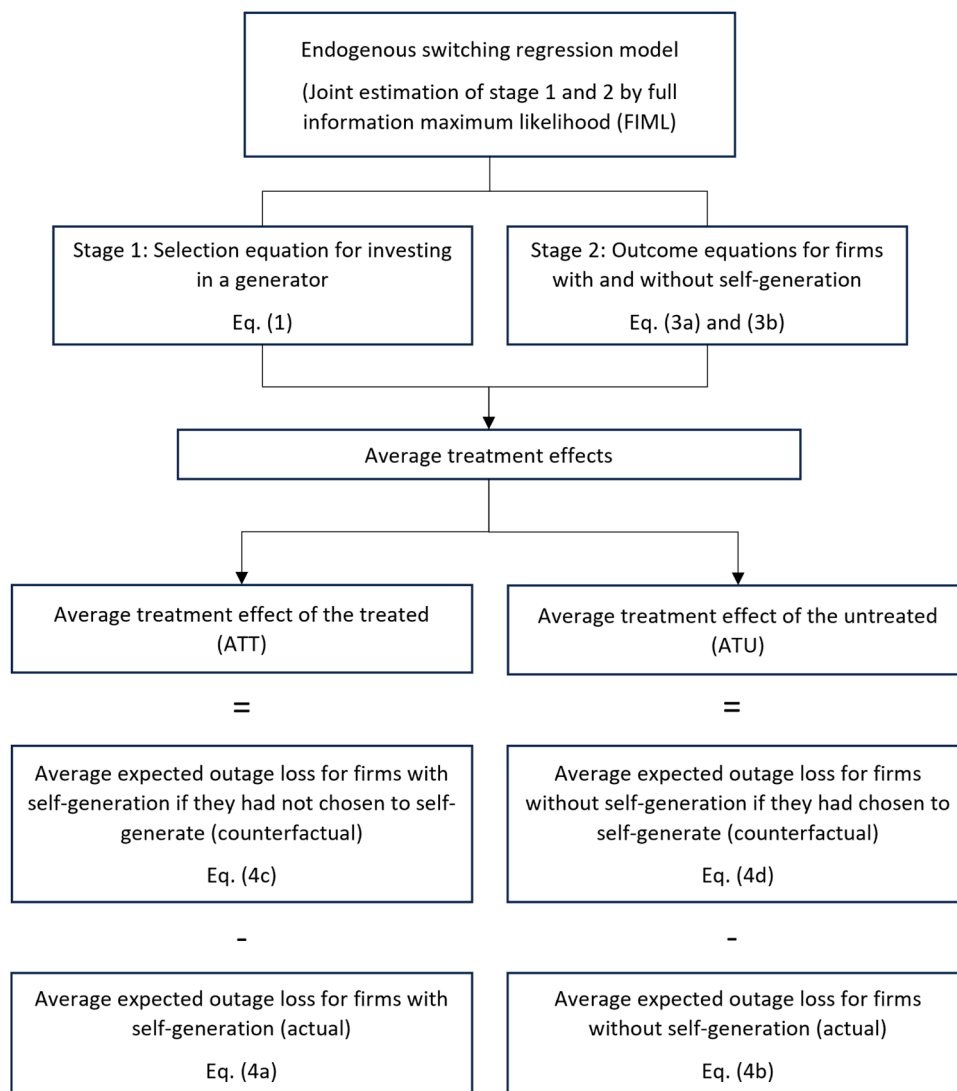 Endogenous switching regression model
(Joint estimation of stage 1 and 2 by full
information maximum likelihood (FIML)
Stage 1: Selection equation for investing
in a generator
Eq. (1)
Stage 2: Outcome equations for firms
with and without self-generation
Eq. (3a) and (3b)
Average treatment effects
Average treatment effect of the treated
(ATT)
Average treatment effect of the untreated
(ATU)
=
=
Average expected outage loss for firms with
self-generation if they had not chosen to self-
generate (counterfactual)
Eq. (4c)
Average expected outage loss for firms
without self-generation if they had chosen to
self-generate (counterfactual)
Eq. (4d)
-
-
Average expected outage loss for firms with
self-generation (actual)
Eq. (4a)
Average expected outage loss for firms
without self-generation (actual)
Eq. (4b)